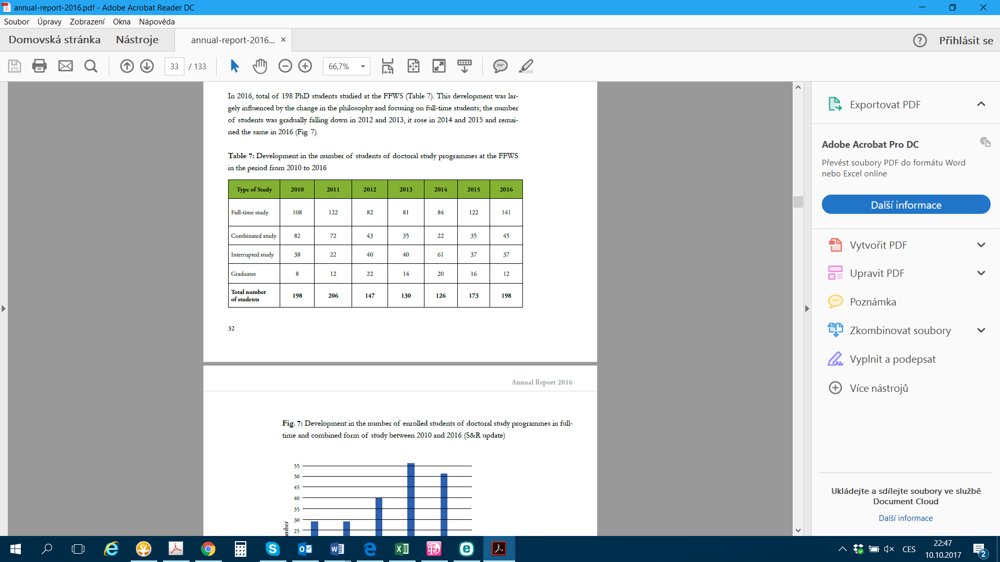 annual-report-2016.pdf - Adobe Acrobat Reader DC
Soubor Úpravy Zobrazení Okna Nápověda
Domovská stránka Nástroje annual-report-2016... × ? Přihlásit se
33 / 133 66,7%
In 2016, total of 198 PhD students studied at the FFWS (Table 7). This development was lar-
gely influenced by the change in the philosophy and focusing on full-time students; the number
of students was gradually falling down in 2012 and 2013, it rose in 2014 and 2015 and remai-
ned the same in 2016 (Fig. 7).
Table 7: Development in the number of students of doctoral study programmes at the FFWS
in the period from 2010 to 2016
Type of Study 2010 2011 2012 2013 2014 2015 2016
Full-time study 108 122 82 81 84 122 141
Combinated study 82 72 43 35 22 35 45
Interrupted study 38 22 40 40 61 37 37
Graduates 8 12 22 14 20 16 12
Total number
of students 198 206 147 130 126 173 198
32
Annual Report 2016
Fig. 7: Development in the number of enrolled students of doctoral study programmes in full-
time and combined form of study between 2010 and 2016 (S&R update)
55
50
45
40
35
30
25
Exportovat PDF
Adobe Acrobat Pro DC
Převést soubory PDF do formátu Word
nebo Excel online
Další informace
Vytvořit PDF
Upravit PDF
Poznámka
Zkombinovat soubory
Vyplnit a podepsat
Více nástrojů
Ukládejte a sdílejte soubory ve službě
Document Cloud
Další informace
CES
22:47
10.10.2017
2